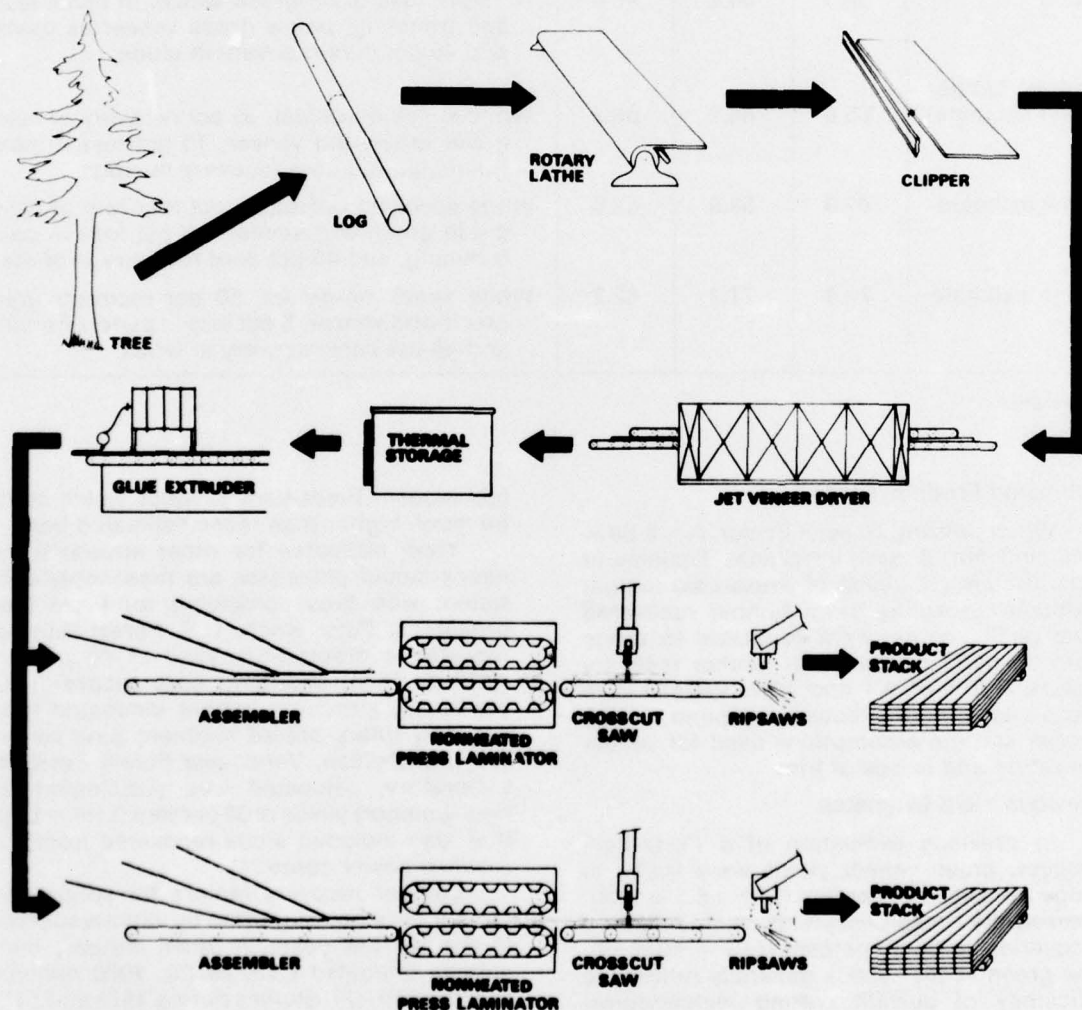 LOG
ROTARY
LATHE
CLIPPER
TREE
GLUE EXTRUDER
THERMAL
STORAGE
JET VENEER DRYER
ASSEMBLER
NONHEATED
PRESS LAMINATOR
CROSSCUT
SAW
RIPSAWS
PRODUCT
STACK
ASSEMBLER
NONHEATED
PRESS LAMINATOR
CROSSCUT
SAW
RIPSAWS
PRODUCT
STACK